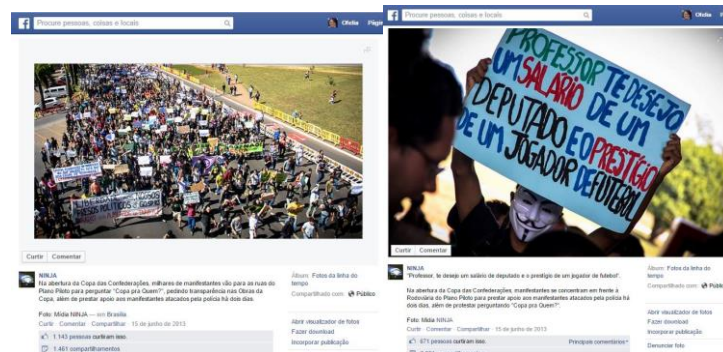 Procure pessoas, coisas e locais
Ofelia
Curtir Comentar
NINJA
Na abertura da Copa das Confederações, milhares de manifestantes vão para as ruas do
Plano Piloto para perguntar "Copa pra Quem?", pedindo transparência nas Obras da
Copa, além de prestar apoio aos manifestantes atacados pela polícia há dois dias.
Foto: Mídia NINJA — em Brasília
Curtir · Comentar · Compartilhar · 15 de junho de 2013
1.143 pessoas curtiram isso.
1.461 compartilhamentos
Álbum: Fotos da linha do
tempo
Compartilhado com: Público
Abrir visualizador de fotos
Fazer download
Incorporar publicação
Procure pessoas, coisas e locais
PROFESSOR TE DESEJO
UM SALÁRIO DE UM
DEPUTADO E O PRESTÍGIO
DE UM JOGADOR DE FUTEBOL
Curtir Comentar
NINJA
"Professor, te desejo um salário de deputado e o prestígio de um jogador de futebol".
Na abertura da Copa das Confederações, manifestantes se concentram em frente à
Rodoviária do Plano Piloto para prestar apoio aos manifestantes atacados pela polícia há
dois dias, além de protestar perguntando "Copa pra Quem?".
Foto: Mídia NINJA
Curtir · Comentar · Compartilhar · 15 de junho de 2013
671 pessoas curtiram isso.
Principais comentários
Álbum: Fotos da linha do
tempo
Compartilhado com: Público
Abrir visualizador de fotos
Fazer download
Incorporar publicação
Denunciar foto